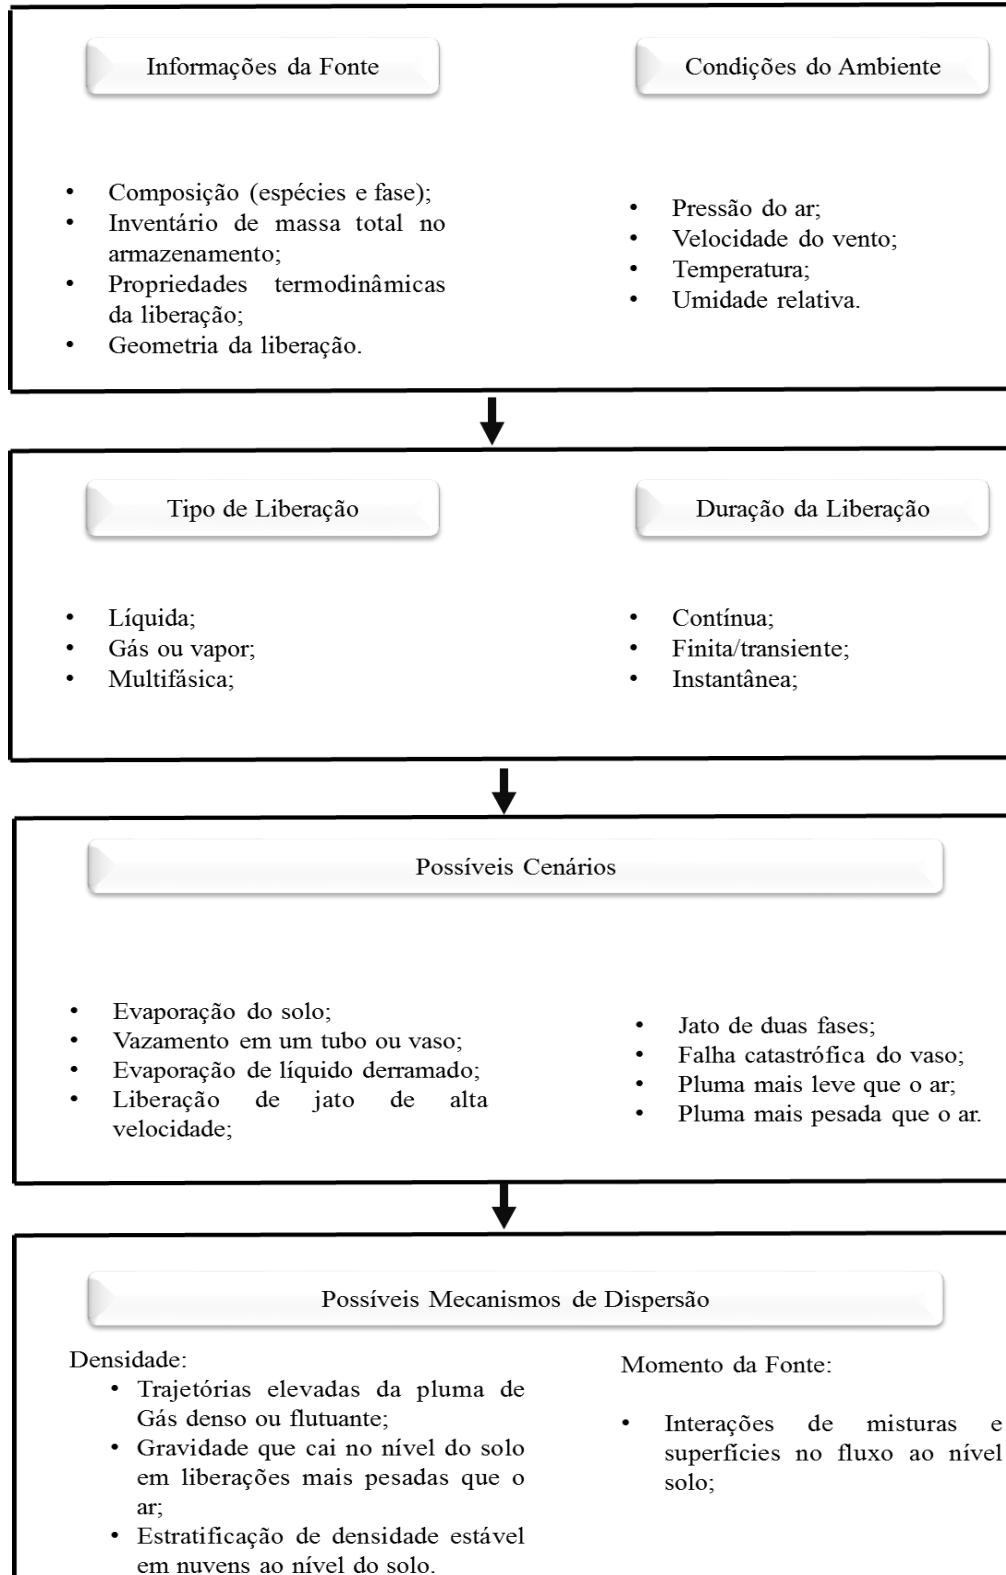 Informações da Fonte
• Composição (espécies e fase);
• Inventário de massa total no
armazenamento;
• Propriedades termodinâmicas
da liberação;
• Geometria da liberação.
Condições do Ambiente
• Pressão do ar;
• Velocidade do vento;
• Temperatura;
• Umidade relativa.
Tipo de Liberação
• Líquida;
• Gás ou vapor;
• Multifásica;
Duração da Liberação
• Contínua;
• Finita/transiente;
• Instantânea;
Possíveis Cenários
• Evaporação do solo;
• Vazamento em um tubo ou vaso;
• Evaporação de líquido derramado;
• Liberação de jato de alta
velocidade;
• Jato de duas fases;
• Falha catastrófica do vaso;
• Pluma mais leve que o ar;
• Pluma mais pesada que o ar.
Possíveis Mecanismos de Dispersão
Densidade:
• Trajetórias elevadas da pluma de
Gás denso ou flutuante;
• Gravidade que cai no nível do solo
em liberações mais pesadas que o
ar;
• Estratificação de densidade estável
em nuvens ao nível do solo.
Momento da Fonte:
• Interações de misturas e
superfícies no fluxo ao nível
solo;